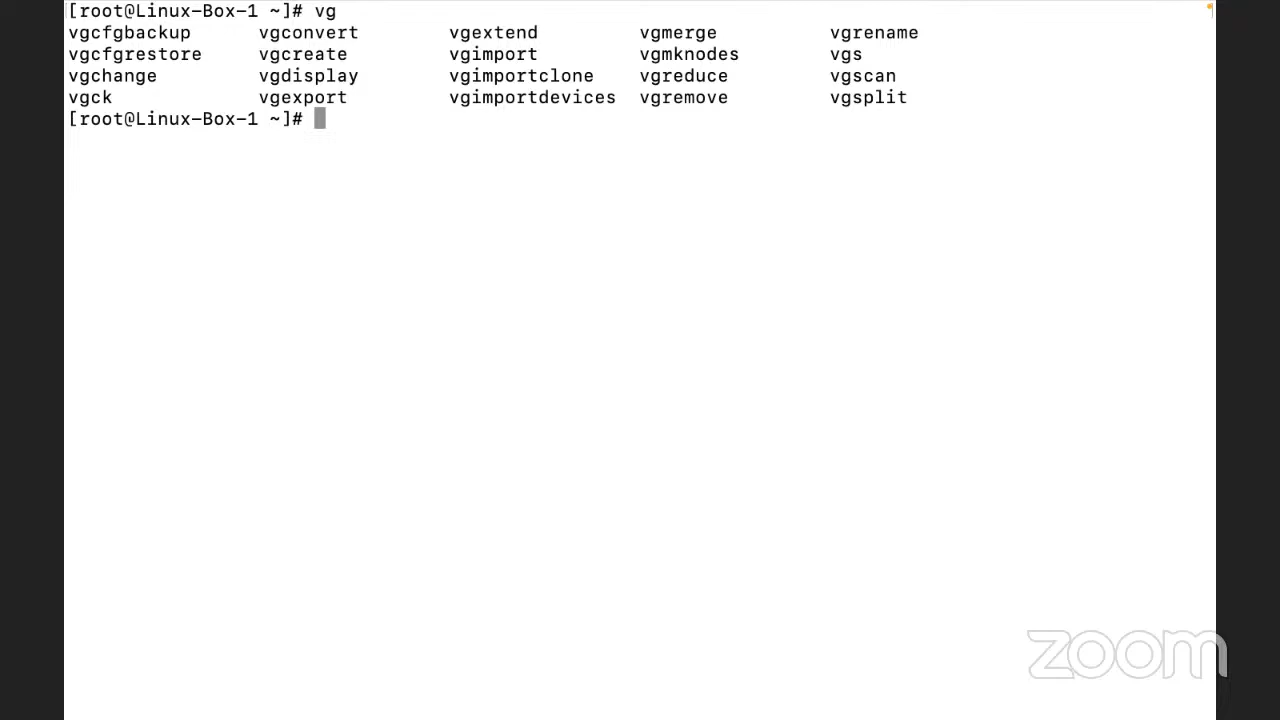 [root@Linux-Box-1 ~]# vg
vgcfgbackup vgconvert vgextend vgmerge vgrename
vgcfgrestore vgcreate vgimport vgmknodes vgs
vgchange vgdisplay vgimportclone vgreduce vgscan
vgck vgexport vgimportdevices vgremove vgsplit
[root@Linux-Box-1 ~]#
zoom